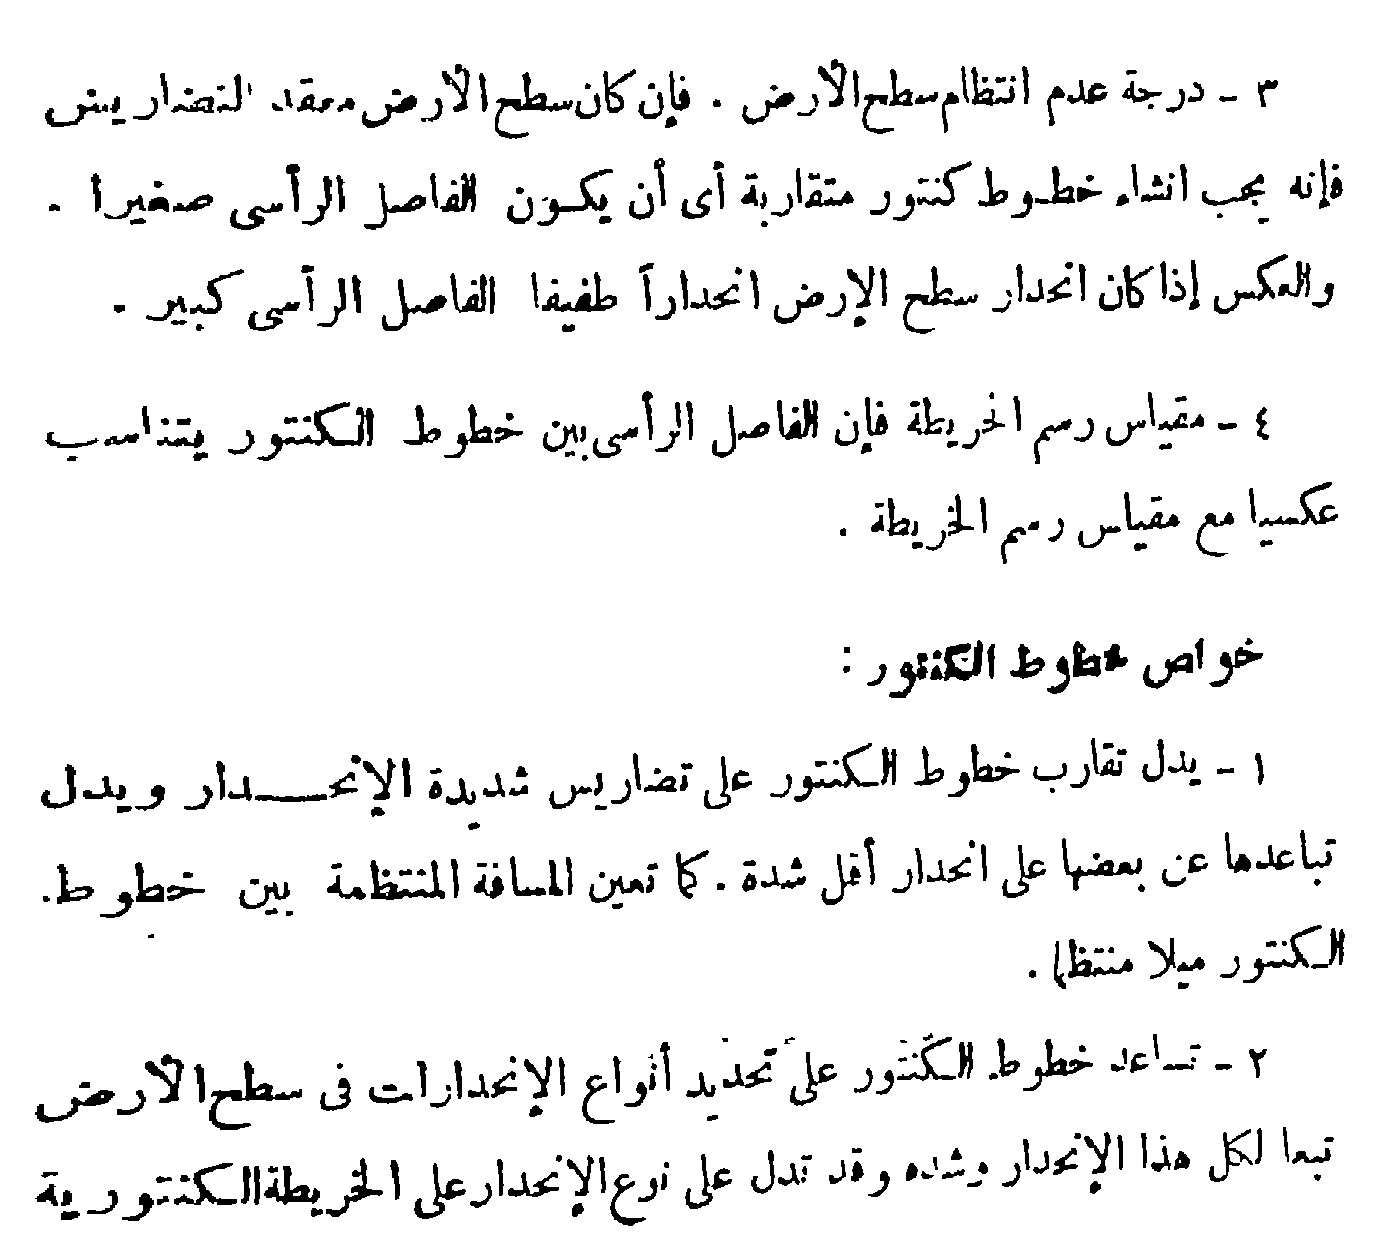 ٣ - درجة عدم انتظام سطح الأرض . فإن كان سطح الأرض معقد التضاريس
فإنه يجب انشاء خطوط كنتور متقاربة أى أن يكون الفاصل الرأسى صغيرا .
والعكس إذا كان انحدار سطح الإرض انحداراً طفيفا الفاصل الرأسى كبير .
٤ - مقياس رسم الخريطة فإن الفاصل الرأسى بين خطوط الكنتور يتناسب
عكسيا مع مقياس رسم الخريطة .
خواص خطوط الكنتور :
١ - يدل تقارب خطوط الكنتور على تضاريس شديدة الإنحدار ويدل
تباعدها عن بعضها على انحدار أقل شدة . كما تعين المسافة المنتظمة بين خطوط
الكنتور ميلا منتظما .
٢ - تساعد خطوط الكنتور على تحديد أنواع الإنحدارات فى سطح الأرض
تبعا لكل هذا الإنحدار وشده وقد تدل على نوع الإنحدار على الخريطة الكنتورية